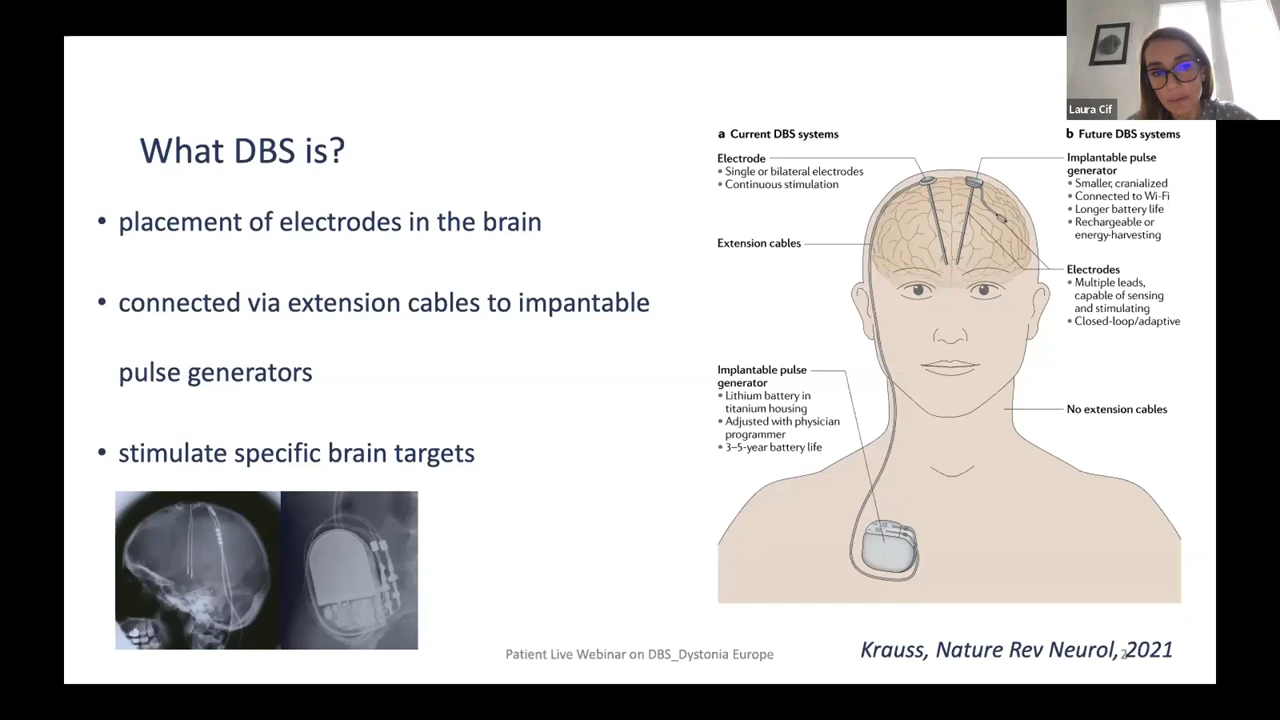 Laura Cif
What DBS is?
• placement of electrodes in the brain
• connected via extension cables to impantable
pulse generators
• stimulate specific brain targets
a Current DBS systems
Electrode
• Single or bilateral electrodes
• Continuous stimulation
Extension cables
Implantable pulse
generator
• Lithium battery in
titanium housing
• Adjusted with physician
programmer
• 3–5-year battery life
b Future DBS systems
Implantable pulse
generator
• Smaller, cranialized
• Connected to Wi-Fi
• Longer battery life
• Rechargeable or
energy-harvesting
Electrodes
• Multiple leads,
capable of sensing
and stimulating
• Closed-loop/adaptive
No extension cables
Patient Live Webinar on DBS_Dystonia Europe
Krauss, Nature Rev Neurol, 2021
2